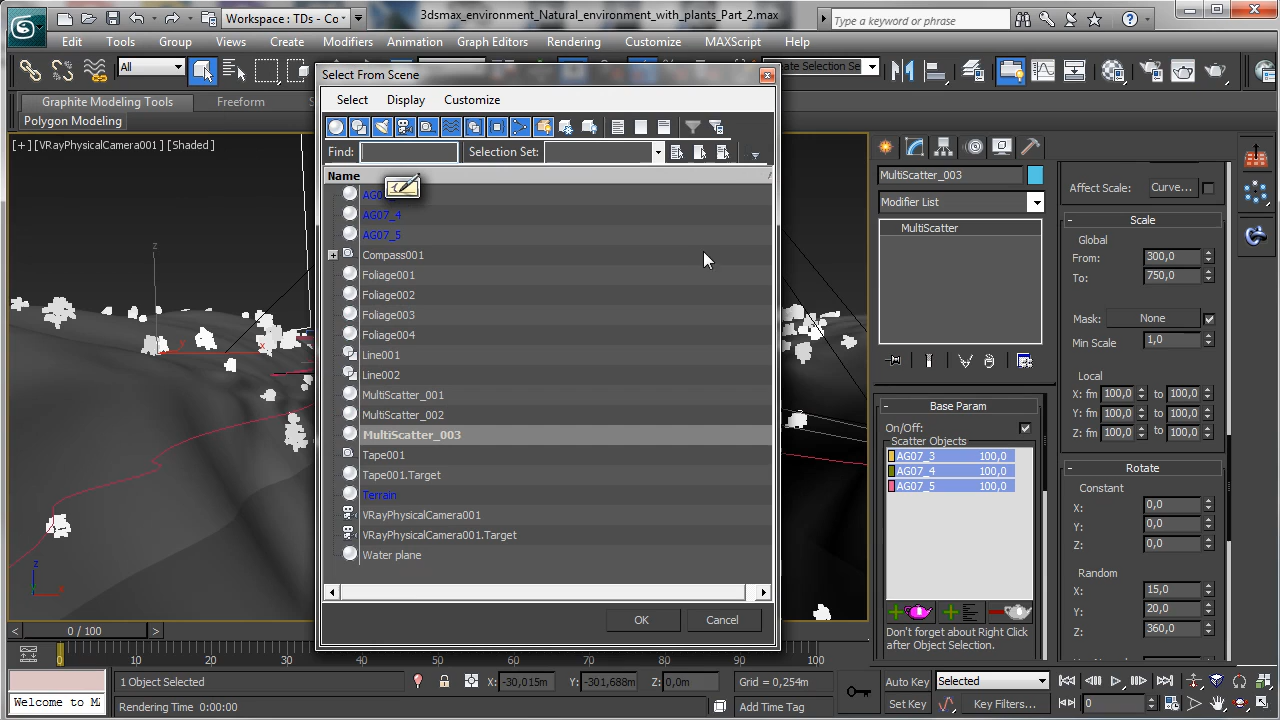 Workspace : TDs - Co
3dsmax_environment_Natural_environment_with_plants_Part_2.max
Type a keyword or phrase
Edit Tools Group Views Create Modifiers Animation Graph Editors Rendering Customize MAXScript Help
All
Graphite Modeling Tools Freeform
Polygon Modeling
[+] [VRayPhysicalCamera001 ] [Shaded ]
Select From Scene
Select Display Customize
Find:
Selection Set:
Name
AG07_4
AG07_5
Compass001
Foliage001
Foliage002
Foliage003
Foliage004
Line001
Line002
MultiScatter_001
MultiScatter_002
MultiScatter_003
Tape001
Tape001.Target
Terrain
VRayPhysicalCamera001
VRayPhysicalCamera001.Target
Water plane
OK Cancel
MultiScatter_003
Modifier List
MultiScatter
- Base Param
On/Off:
Scatter Objects
AG07_3 100,0
AG07_4 100,0
AG07_5 100,0
Don't forget about Right Click
after Object Selection.
Affect Scale: Curve...
- Scale
Global
From: 300,0
To: 750,0
Mask: None
Min Scale 1,0
Local
X: fm 100,0 to 100,0
Y: fm 100,0 to 100,0
Z: fm 100,0 to 100,0
- Rotate
Constant
X: 0,0
Y: 0,0
Z: 0,0
Random
X: 15,0
Y: 20,0
Z: 360,0
z
x
z
x
< 0 / 100 >
0 10 20 30 40 50 60 70 80 90 100
1 Object Selected
X: -30,015m Y: -301,688m Z: 0,0m Grid = 0,254m
Auto Key Selected
Welcome to M
Rendering Time 0:00:00
Add Time Tag
Set Key Key Filters...
0